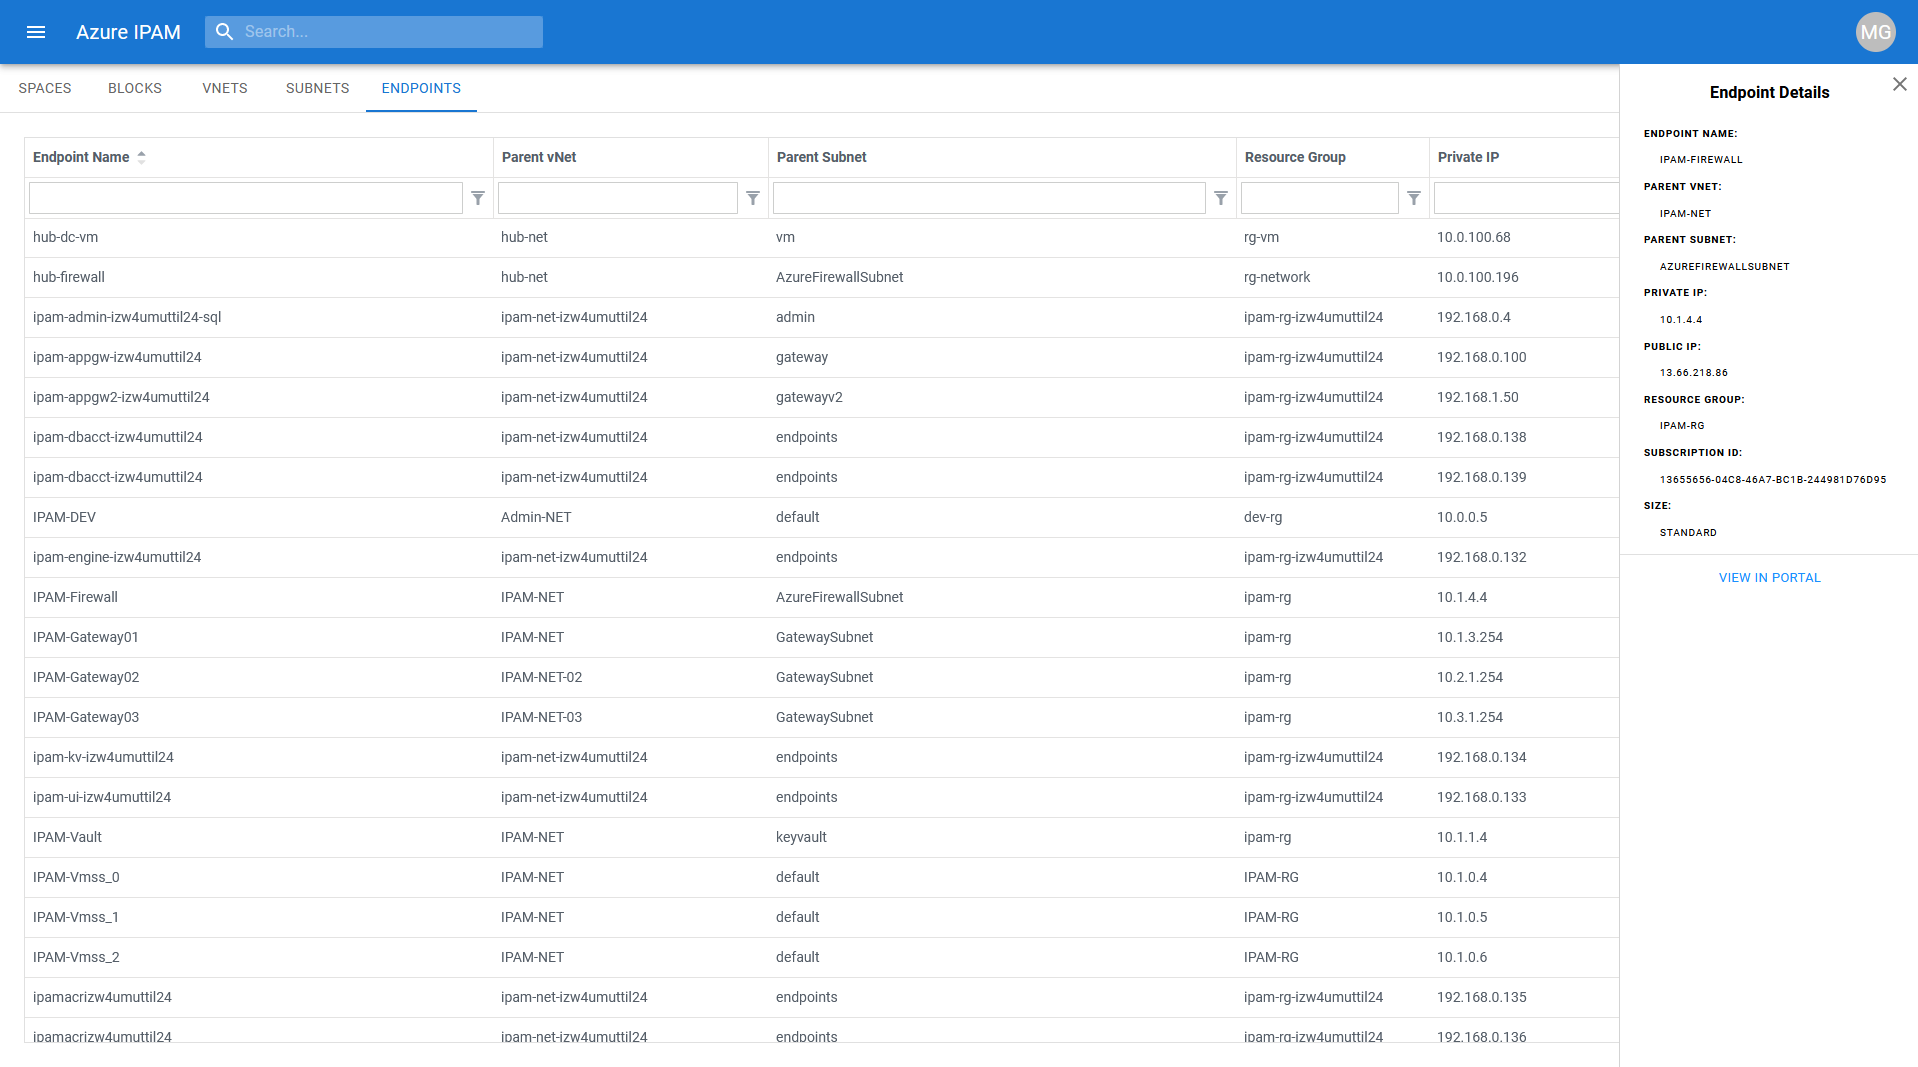 Azure IPAM
Search...
MG
SPACES BLOCKS VNETS SUBNETS ENDPOINTS
Endpoint Name Parent vNet Parent Subnet Resource Group Private IP
hub-dc-vm hub-net vm rg-vm 10.0.100.68
hub-firewall hub-net AzureFirewallSubnet rg-network 10.0.100.196
ipam-admin-izw4umuttil24-sql ipam-net-izw4umuttil24 admin ipam-rg-izw4umuttil24 192.168.0.4
ipam-appgw-izw4umuttil24 ipam-net-izw4umuttil24 gateway ipam-rg-izw4umuttil24 192.168.0.100
ipam-appgw2-izw4umuttil24 ipam-net-izw4umuttil24 gatewayv2 ipam-rg-izw4umuttil24 192.168.1.50
ipam-dbacct-izw4umuttil24 ipam-net-izw4umuttil24 endpoints ipam-rg-izw4umuttil24 192.168.0.138
ipam-dbacct-izw4umuttil24 ipam-net-izw4umuttil24 endpoints ipam-rg-izw4umuttil24 192.168.0.139
IPAM-DEV Admin-NET default dev-rg 10.0.0.5
ipam-engine-izw4umuttil24 ipam-net-izw4umuttil24 endpoints ipam-rg-izw4umuttil24 192.168.0.132
IPAM-Firewall IPAM-NET AzureFirewallSubnet ipam-rg 10.1.4.4
IPAM-Gateway01 IPAM-NET GatewaySubnet ipam-rg 10.1.3.254
IPAM-Gateway02 IPAM-NET-02 GatewaySubnet ipam-rg 10.2.1.254
IPAM-Gateway03 IPAM-NET-03 GatewaySubnet ipam-rg 10.3.1.254
ipam-kv-izw4umuttil24 ipam-net-izw4umuttil24 endpoints ipam-rg-izw4umuttil24 192.168.0.134
ipam-ui-izw4umuttil24 ipam-net-izw4umuttil24 endpoints ipam-rg-izw4umuttil24 192.168.0.133
IPAM-Vault IPAM-NET keyvault ipam-rg 10.1.1.4
IPAM-Vmss_0 IPAM-NET default IPAM-RG 10.1.0.4
IPAM-Vmss_1 IPAM-NET default IPAM-RG 10.1.0.5
IPAM-Vmss_2 IPAM-NET default IPAM-RG 10.1.0.6
ipamacrizw4umuttil24 ipam-net-izw4umuttil24 endpoints ipam-rg-izw4umuttil24 192.168.0.135
ipamacrizw4umuttil24 ipam-net-izw4umuttil24 endpoints ipam-rg-izw4umuttil24 192.168.0.136
Endpoint Details
ENDPOINT NAME:
IPAM-FIREWALL
PARENT VNET:
IPAM-NET
PARENT SUBNET:
AZUREFIREWALLSUBNET
PRIVATE IP:
10.1.4.4
PUBLIC IP:
13.66.218.86
RESOURCE GROUP:
IPAM-RG
SUBSCRIPTION ID:
13655656-04C8-46A7-BC1B-244981D76D95
SIZE:
STANDARD
VIEW IN PORTAL